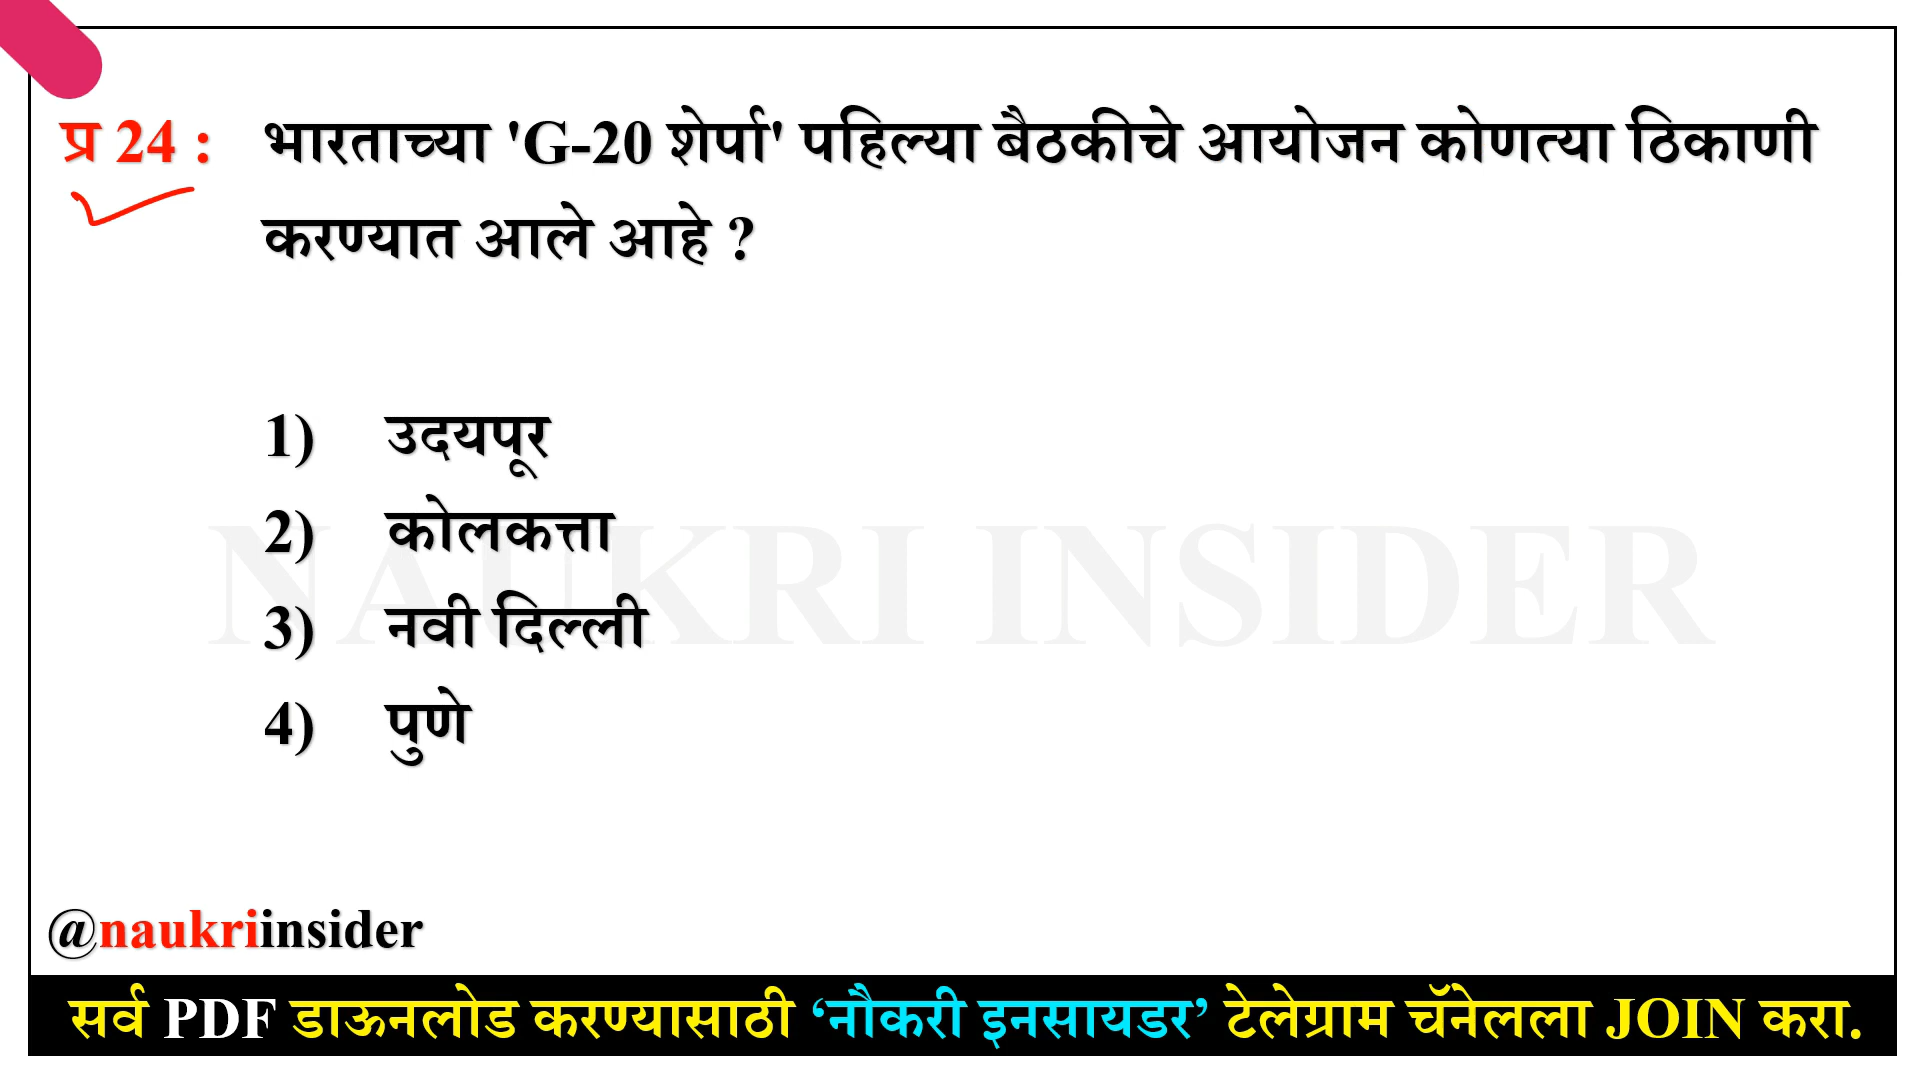 प्र 24 : भारताच्या 'G-20 शेर्पा' पहिल्या बैठकीचे आयोजन कोणत्या ठिकाणी
करण्यात आले आहे ?
1) उदयपूर
2) कोलकत्ता
3) नवी दिल्ली
4) पुणे
NAUKRI INSIDER
@naukriinsider
सर्व PDF डाऊनलोड करण्यासाठी ‘नौकरी इनसायडर’ टेलेग्राम चॅनेलला JOIN करा.